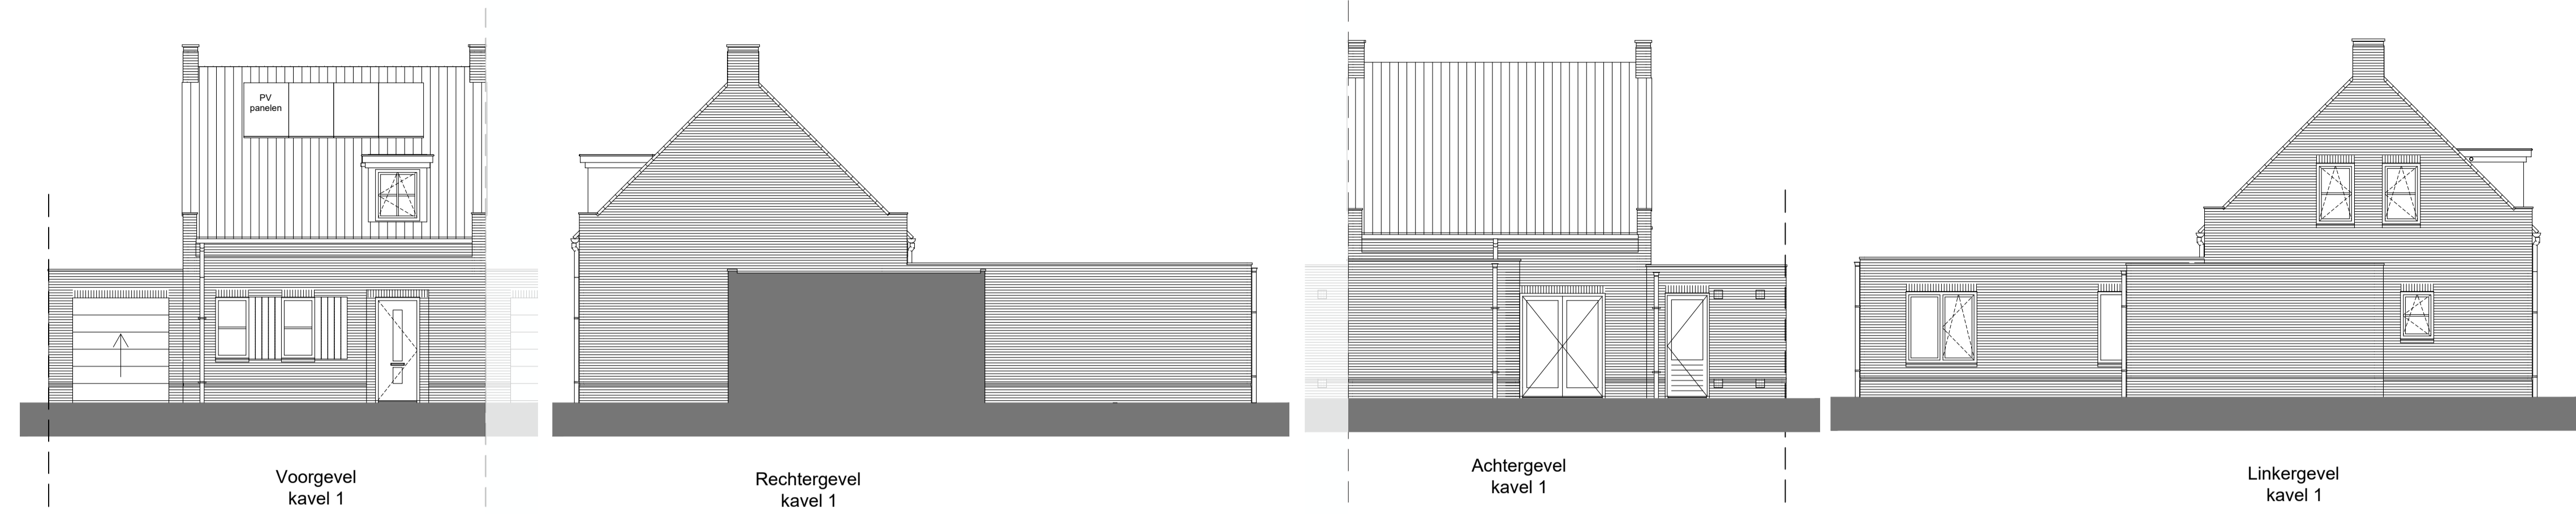 PV
panelen
Voorgevel
kavel 1
Rechtergevel
kavel 1
Achtergevel
kavel 1
Linkergevel
kavel 1